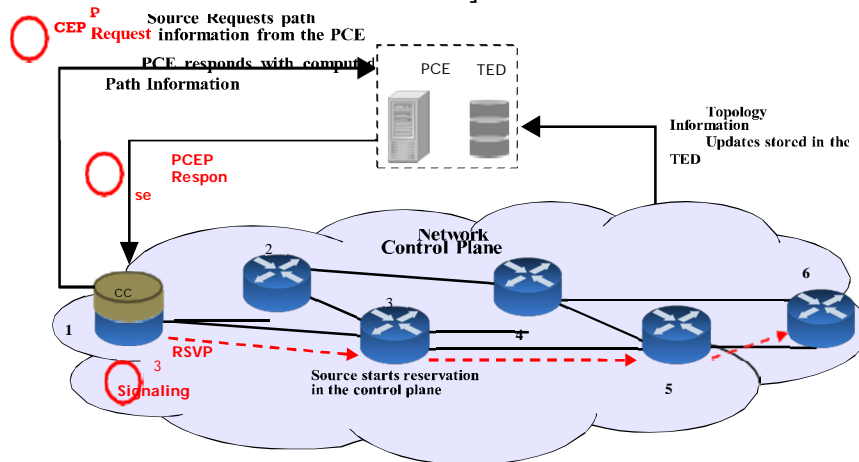 P
CEP Request
Source Requests path
information from the PCE
PCE responds with computed
Path Information
PCE
TED
Topology
Information
Updates stored in the
TED
PCEP
Respon
se
Network
Control Plane
2
6
CC
3
1
4
RSVP
3
Signaling
Source starts reservation
in the control plane
5